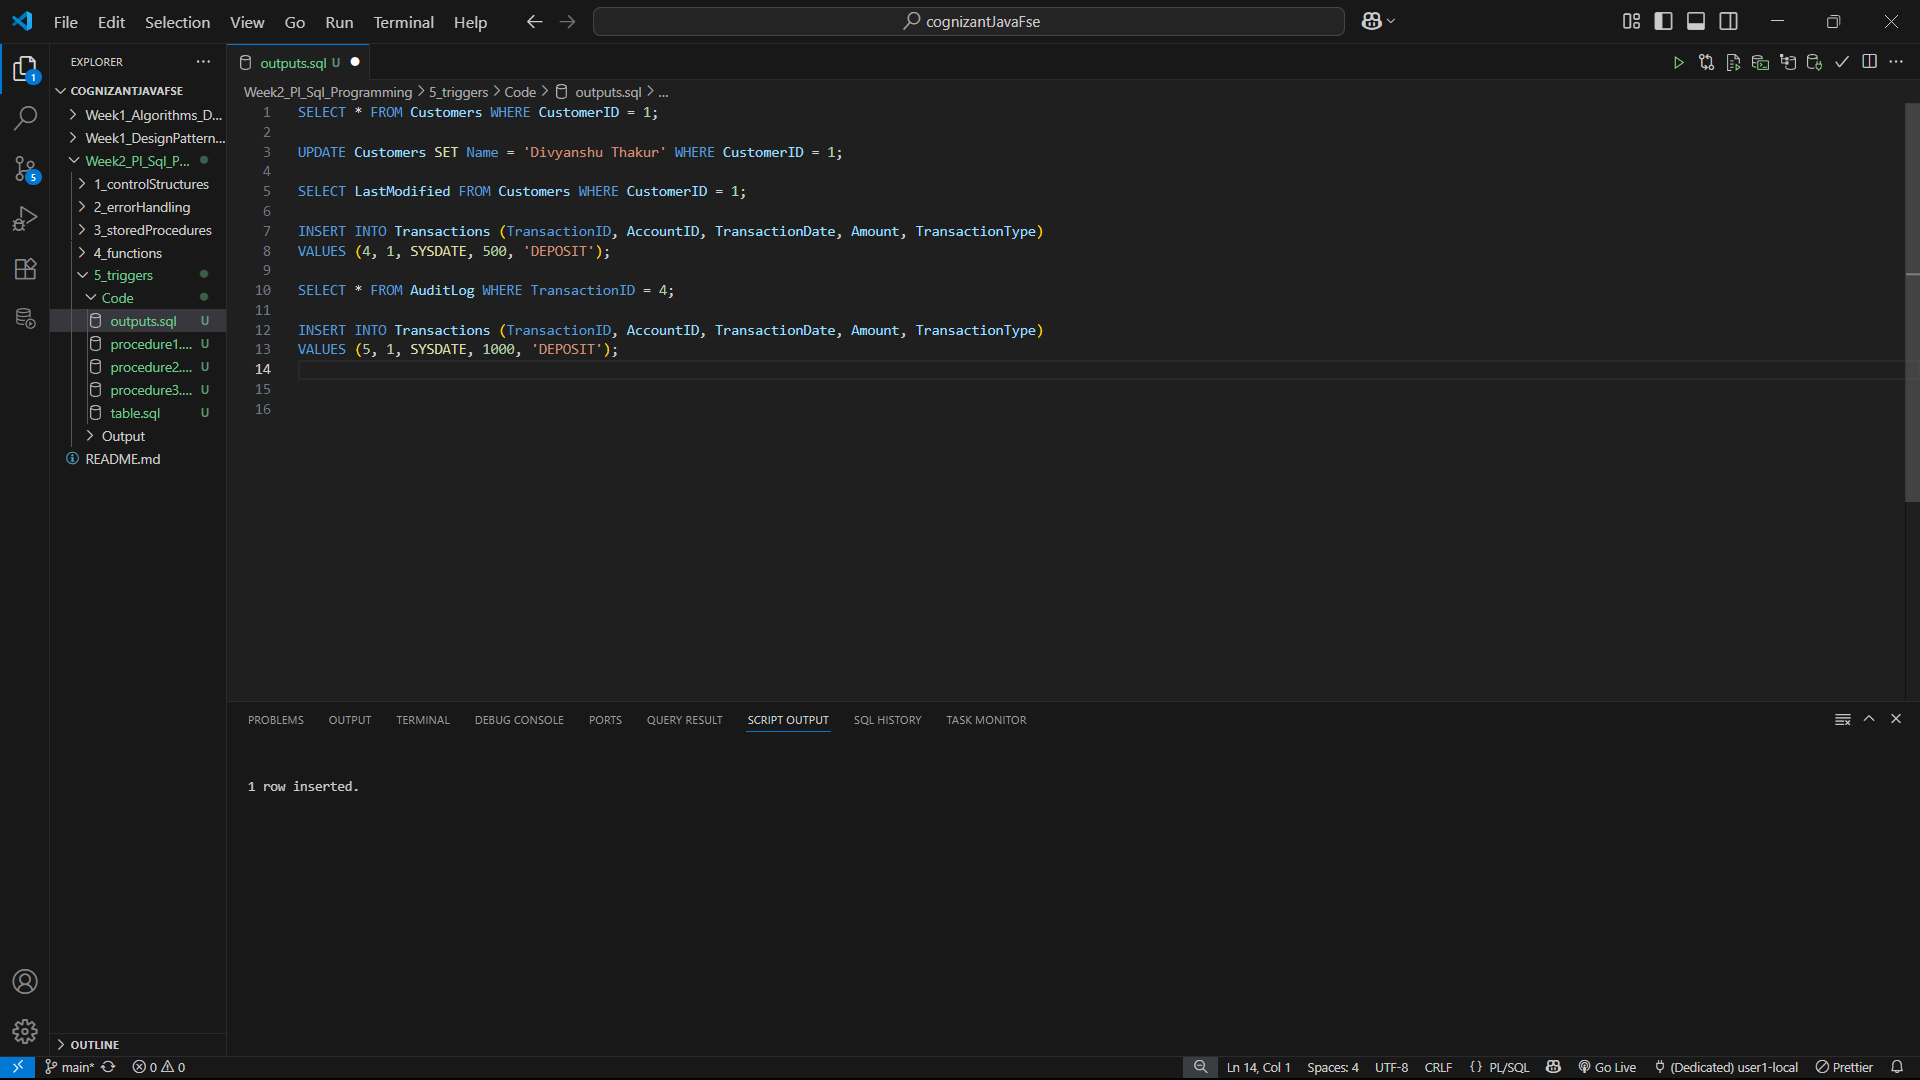 File Edit Selection View Go Run Terminal Help
cognizantJavaFse
EXPLORER
COGNIZANTJAVAFSE
Week1_Algorithms_D...
Week1_DesignPattern...
Week2_Pl_Sql_P...
1_controlStructures
2_errorHandling
3_storedProcedures
4_functions
5_triggers
Code
outputs.sql U
procedure1.... U
procedure2.... U
procedure3.... U
table.sql U
Output
README.md
OUTLINE
1
5
outputs.sql U
Week2_Pl_Sql_Programming > 5_triggers > Code > outputs.sql > ...
1 SELECT * FROM Customers WHERE CustomerID = 1;
2
3 UPDATE Customers SET Name = 'Divyanshu Thakur' WHERE CustomerID = 1;
4
5 SELECT LastModified FROM Customers WHERE CustomerID = 1;
6
7 INSERT INTO Transactions (TransactionID, AccountID, TransactionDate, Amount, TransactionType)
8 VALUES (4, 1, SYSDATE, 500, 'DEPOSIT');
9
10 SELECT * FROM AuditLog WHERE TransactionID = 4;
11
12 INSERT INTO Transactions (TransactionID, AccountID, TransactionDate, Amount, TransactionType)
13 VALUES (5, 1, SYSDATE, 1000, 'DEPOSIT');
14
15
16
PROBLEMS OUTPUT TERMINAL DEBUG CONSOLE PORTS QUERY RESULT SCRIPT OUTPUT SQL HISTORY TASK MONITOR
1 row inserted.
main* 0 0 Ln 14, Col 1 Spaces: 4 UTF-8 CRLF {} PL/SQL Go Live (Dedicated) user1-local Prettier